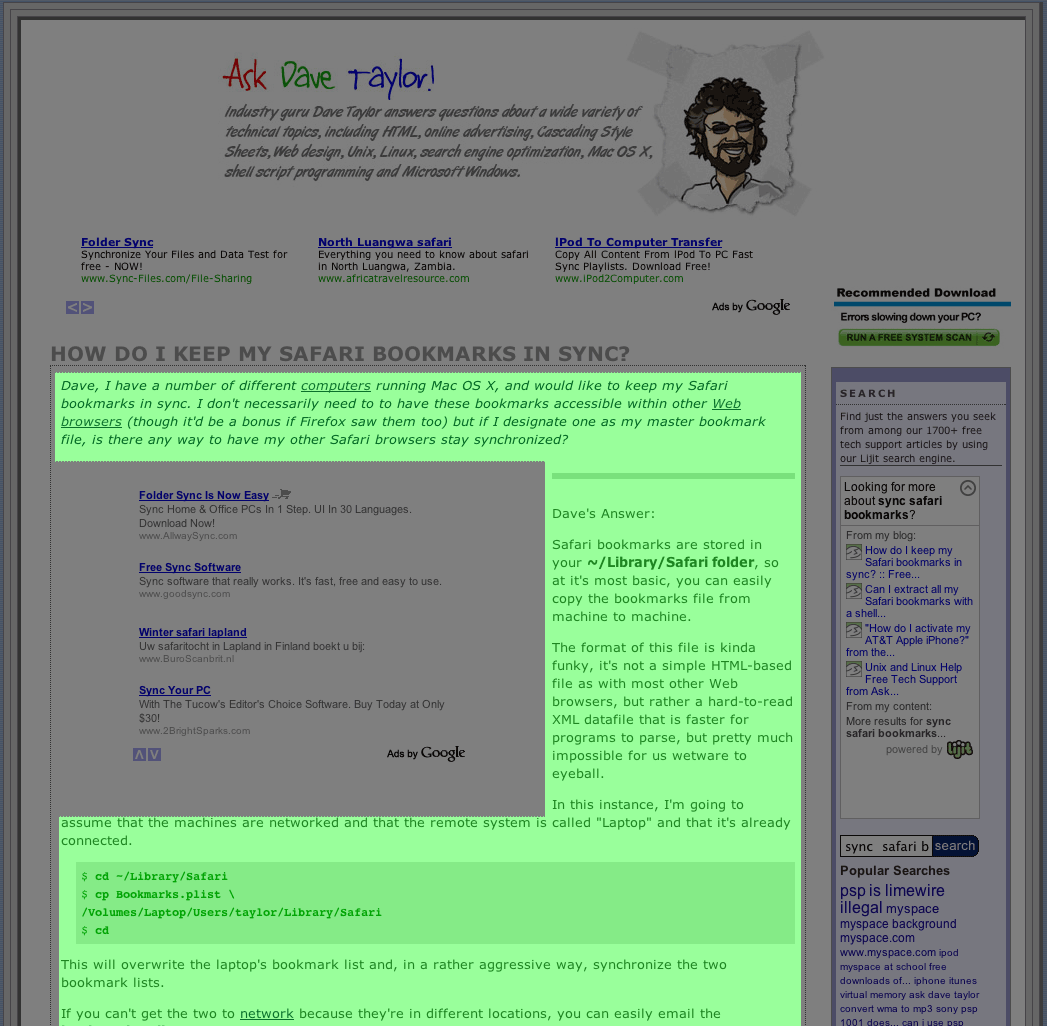 Ask Dave Taylor!
Industry guru Dave Taylor answers questions about a wide variety of
technical topics, including HTML, online advertising, Cascading Style
Sheets, Web design, Unix, Linux, search engine optimization, Mac OS X,
shell script programming and Microsoft Windows.
Folder Sync
Synchronize Your Files and Data Test for
free - NOW!
www.Sync-Files.com/File-Sharing
North Luangwa safari
Everything you need to know about safari
in North Luangwa, Zambia.
www.africatravelresource.com
IPod To Computer Transfer
Copy All Content From IPod To PC Fast
Sync Playlists. Download Free!
www.iPod2Computer.com
Ads by Google
HOW DO I KEEP MY SAFARI BOOKMARKS IN SYNC?
Dave, I have a number of different computers running Mac OS X, and would like to keep my Safari
bookmarks in sync. I don't necessarily need to to have these bookmarks accessible within other Web
browsers (though it'd be a bonus if Firefox saw them too) but if I designate one as my master bookmark
file, is there any way to have my other Safari browsers stay synchronized?
Folder Sync Is Now Easy
Sync Home & Office PCs In 1 Step. UI In 30 Languages.
Download Now!
www.AllwaySync.com
Free Sync Software
Sync software that really works. It's fast, free and easy to use.
www.goodsync.com
Winter safari lapland
Uw safaritocht in Lapland in Finland boekt u bij:
www.BuroScanbrit.nl
Sync Your PC
With The Tucow's Editor's Choice Software. Buy Today at Only
$30!
www.2BrightSparks.com
Ads by Google
Dave's Answer:
Safari bookmarks are stored in
your ~/Library/Safari folder, so
at it's most basic, you can easily
copy the bookmarks file from
machine to machine.
The format of this file is kinda
funky, it's not a simple HTML-based
file as with most other Web
browsers, but rather a hard-to-read
XML datafile that is faster for
programs to parse, but pretty much
impossible for us wetware to
eyeball.
In this instance, I'm going to
assume that the machines are networked and that the remote system is called "Laptop" and that it's already
connected.
$ cd ~/Library/Safari
$ cp Bookmarks.plist \
/Volumes/Laptop/Users/taylor/Library/Safari
$ cd
This will overwrite the laptop's bookmark list and, in a rather aggressive way, synchronize the two
bookmark lists.
If you can't get the two to network because they're in different locations, you can easily email the
Recommended Download
Errors slowing down your PC?
RUN A FREE SYSTEM SCAN
SEARCH
Find just the answers you seek
from among our 1700+ free
tech support articles by using
our Lijit search engine.
Looking for more
about sync safari
bookmarks?
From my blog:
How do I keep my
Safari bookmarks in
sync? :: Free...
Can I extract all my
Safari bookmarks with
a shell...
"How do I activate my
AT&T Apple iPhone?"
from the...
Unix and Linux Help
Free Tech Support
from Ask...
From my content:
More results for sync
safari bookmarks...
powered by Lijit
sync safari b search
Popular Searches
psp is limewire
illegal myspace
myspace background
myspace.com
www.myspace.com ipod
myspace at school free
downloads of... iphone itunes
virtual memory ask dave taylor
convert wma to mp3 sony psp
1001 does... can i use psp